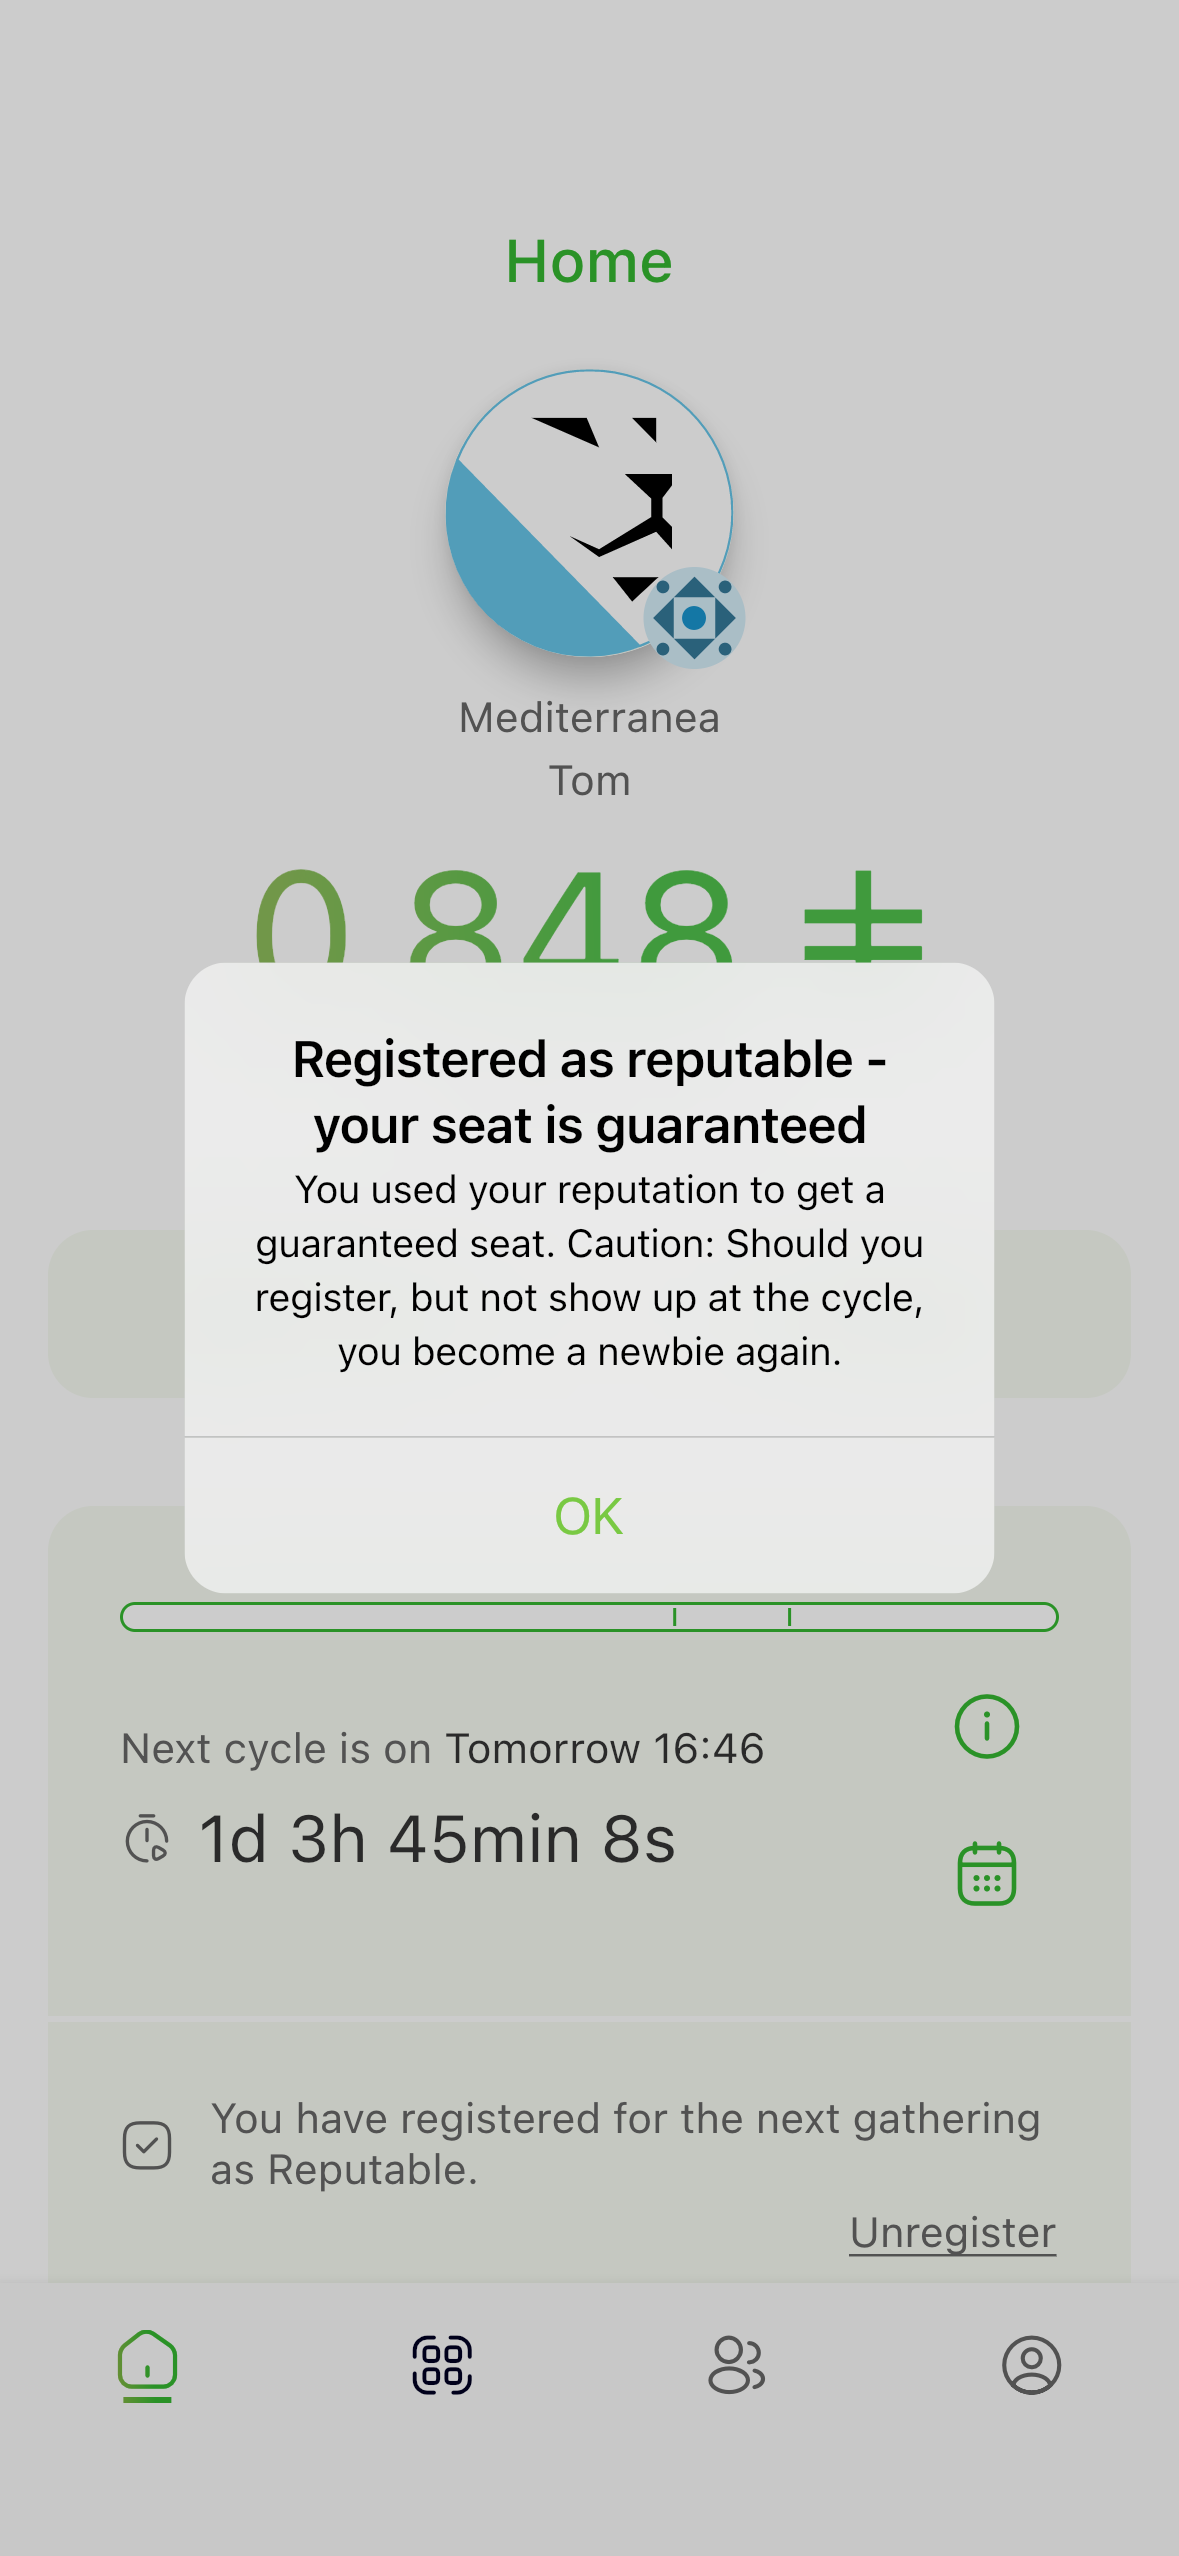 Home
Mediterranea
Tom
0.848 ⵐ
Registered as reputable -
your seat is guaranteed
You used your reputation to get a
guaranteed seat. Caution: Should you
register, but not show up at the cycle,
you become a newbie again.
OK
Next cycle is on Tomorrow 16:46
1d 3h 45min 8s
You have registered for the next gathering
as Reputable.
Unregister